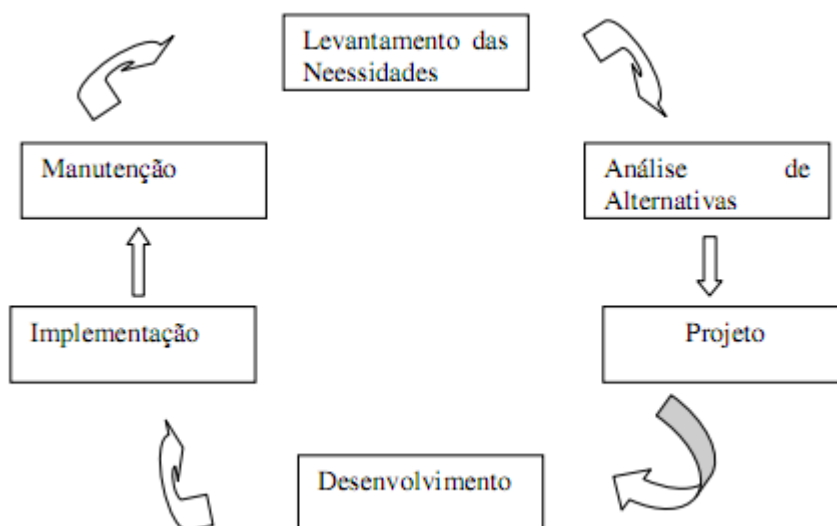 Levantamento das
Neessidades
Manutenção
Análise de
Alternativas
Implementação
Projeto
Desenvolvimento